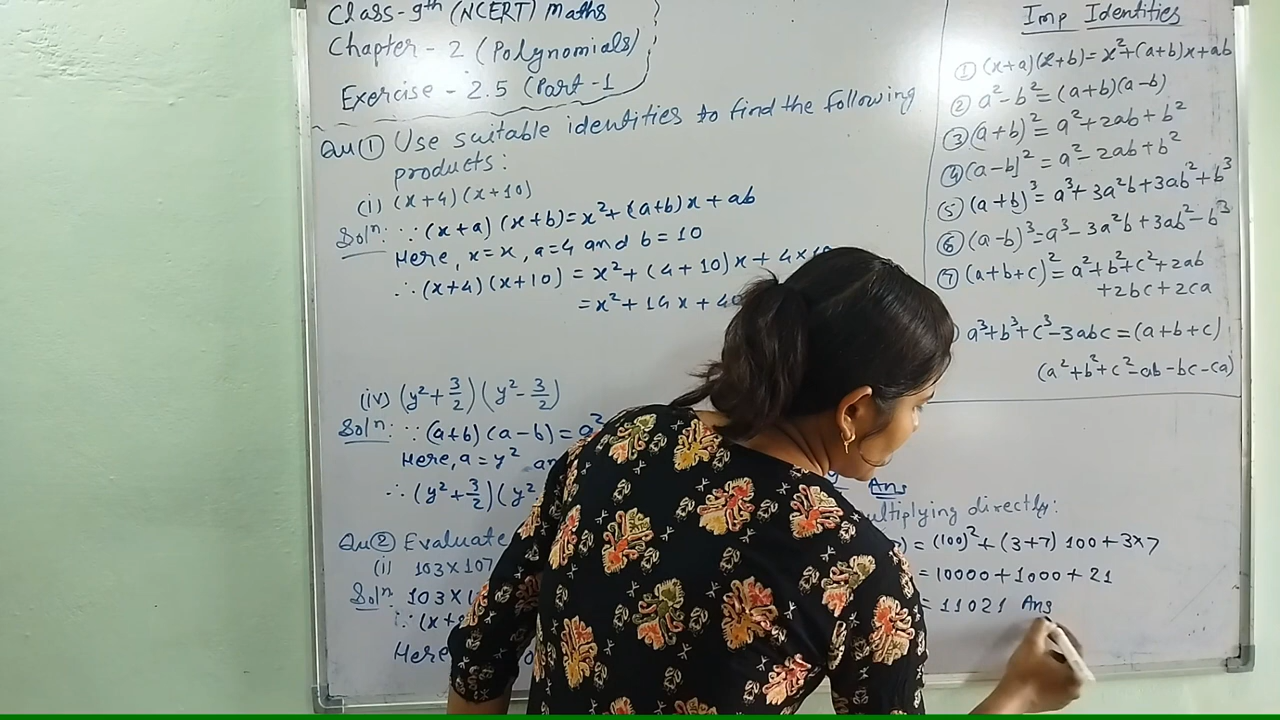 Class-9th (NCERT) Maths
Chapter - 2 (Polynomials)
Exercise - 2.5 (Part -1
Qu① Use suitable identities to find the following
products:
(i) (x+4)(x+10)
Solⁿ: ∵ (x+a)(x+b)=x²+(a+b)x+ab
Here, x=x, a=4 and b=10
∴ (x+4)(x+10) = x²+(4+10)x+4×10
= x²+14x+40
(iv) (y²+3/2)(y²-3/2)
Solⁿ: ∵ (a+b)(a-b)=a²
Here, a=y²
∴ (y²+3/2)(y²
Qu② Evaluate
multiplying directly:
(i) 103×107
Solⁿ 103×1
∵ (x+
Here
Ans
) = (100)²+(3+7)100+3×7
= 10000+1000+21
= 11021 Ans
Imp Identities
① (x+a)(x+b)=x²+(a+b)x+ab
② a²-b²=(a+b)(a-b)
③ (a+b)²=a²+2ab+b²
④ (a-b)²=a²-2ab+b²
⑤ (a+b)³=a³+3a²b+3ab²+b³
⑥ (a-b)³=a³-3a²b+3ab²-b³
⑦ (a+b+c)²=a²+b²+c²+2ab
+2bc+2ca
a³+b³+c³-3abc=(a+b+c)
(a²+b²+c²-ab-bc-ca)